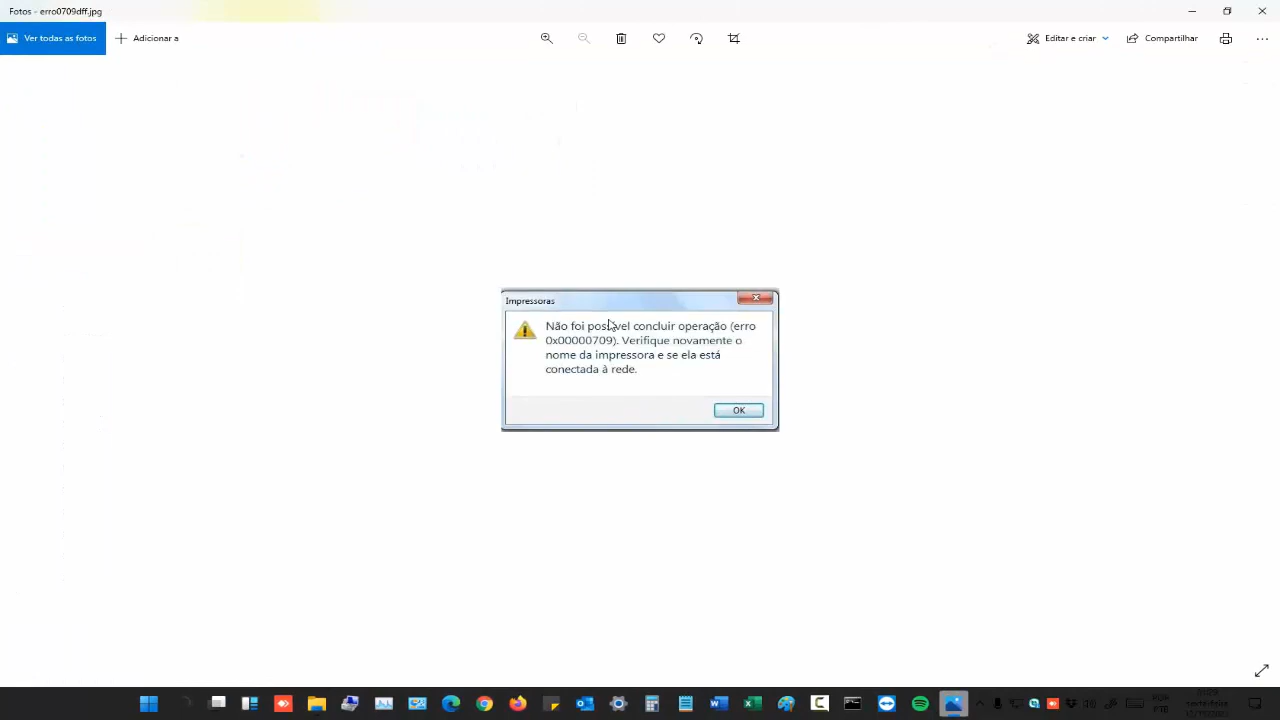 Fotos - erro0709dff.jpg
Ver todas as fotos
Adicionar a
Editar e criar
Compartilhar
Impressoras
Não foi possível concluir operação (erro
0x00000709). Verifique novamente o
nome da impressora e se ela está
conectada à rede.
OK